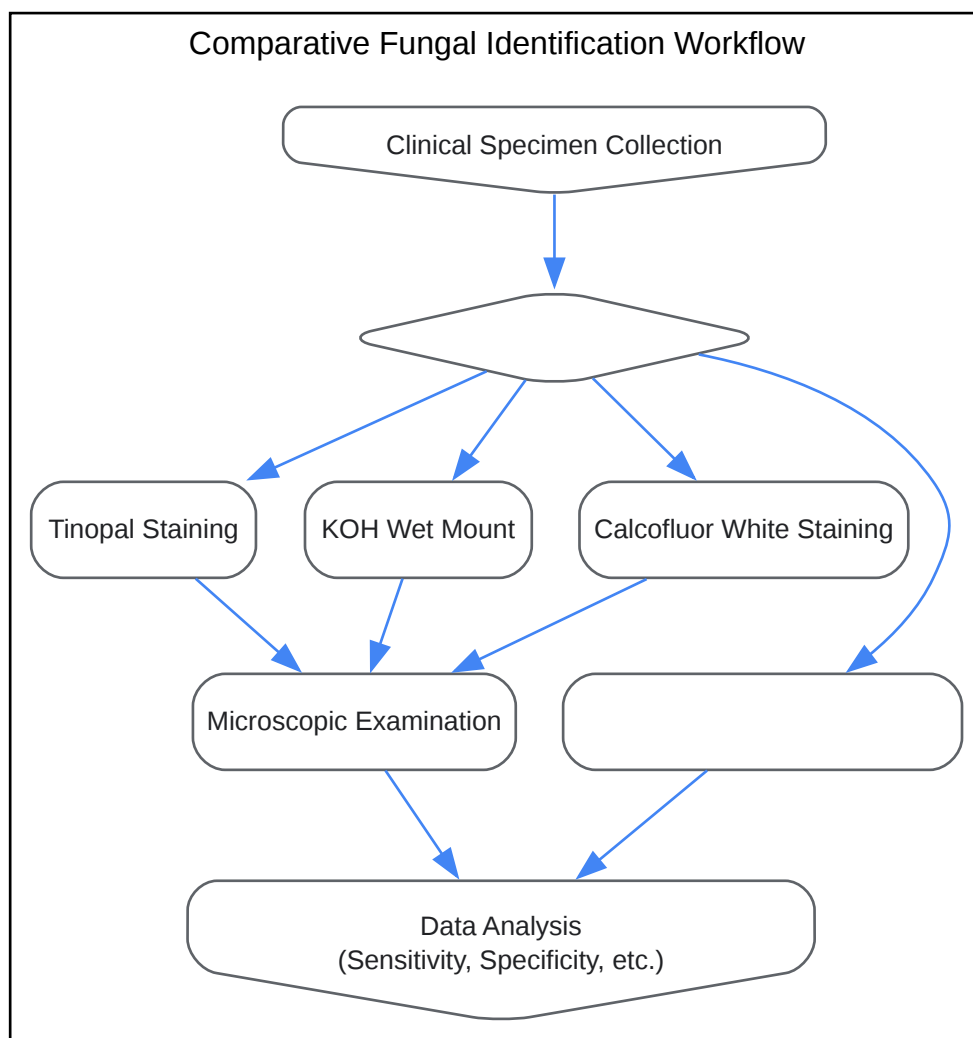 Comparative Fungal Identification Workflow
Clinical Specimen Collection
Tinopal Staining
KOH Wet Mount
Calcofluor White Staining
Microscopic Examination
Data Analysis
(Sensitivity, Specificity, etc.)